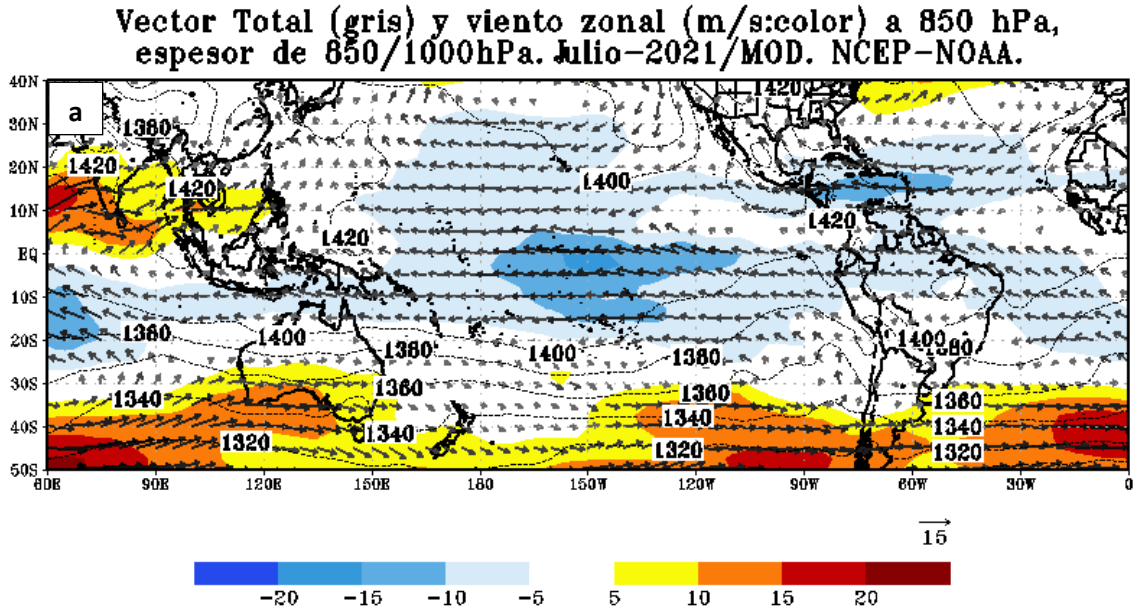 Vector Total (gris) y viento zonal (m/s:color) a 850 hPa,
espesor de 850/1000hPa. Julio-2021/MOD. NCEP-NOAA.
40N
1420
a
30N
1380
20N
1420
1420
1400
10N
1420
1420
EQ
10S
20S
1360
1400
1380
1400
1380
1400
1380
30S
1340
1360
1360
1360
40S
1320
1340
1340
1320
1340
1320
50S
60E 90E 120E 150E 180 150W 120W 90W 60W 30W 0
15
-20 -15 -10 -5 5 10 15 20